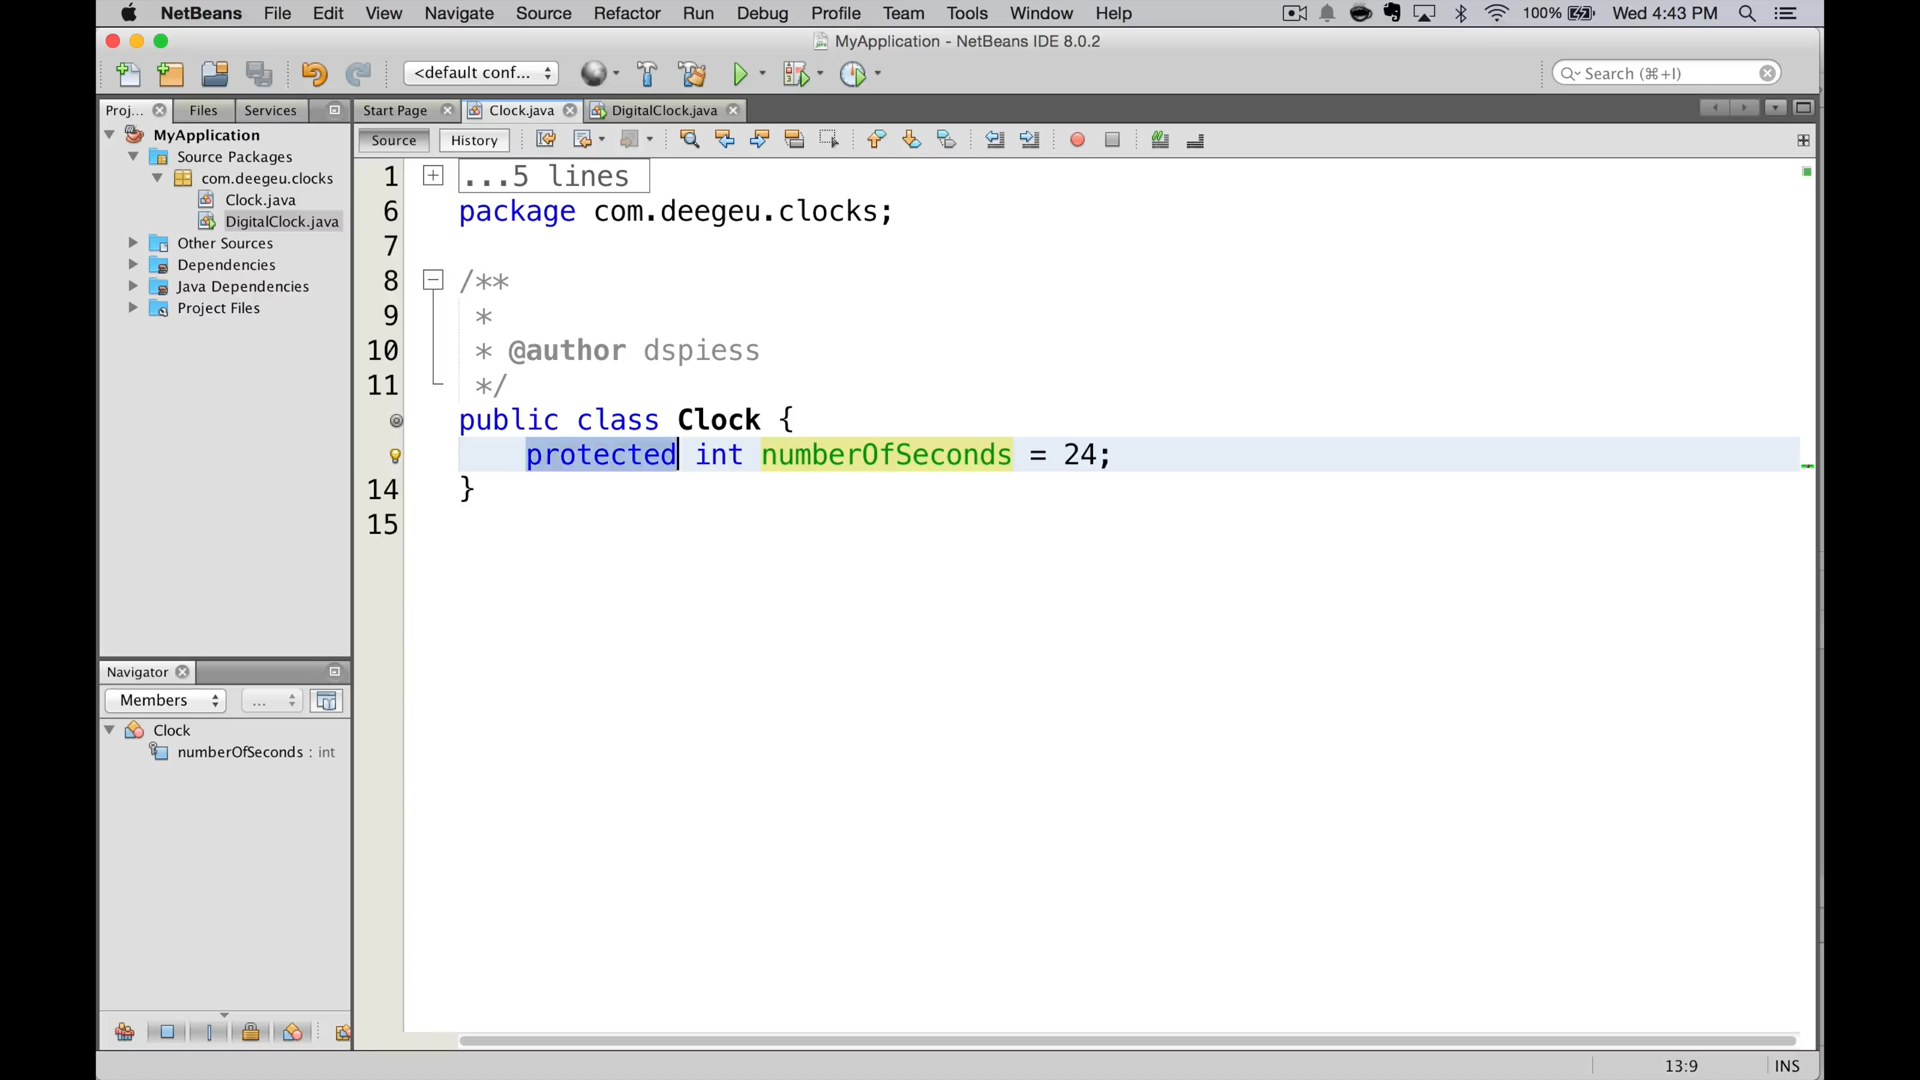 NetBeans File Edit View Navigate Source Refactor Run Debug Profile Team Tools Window Help 100% Wed 4:43 PM
MyApplication - NetBeans IDE 8.0.2
<default conf... Search (⌘+I)
Proj... Files Services Start Page Clock.java DigitalClock.java
Source History
MyApplication
Source Packages
com.deegeu.clocks
Clock.java
DigitalClock.java
Other Sources
Dependencies
Java Dependencies
Project Files
1 ...5 lines
6 package com.deegeu.clocks;
7
8 /**
9 *
10 * @author dspiess
11 */
public class Clock {
protected int numberOfSeconds = 24;
14 }
15
Navigator
Members ...
Clock
numberOfSeconds : int
13:9 INS